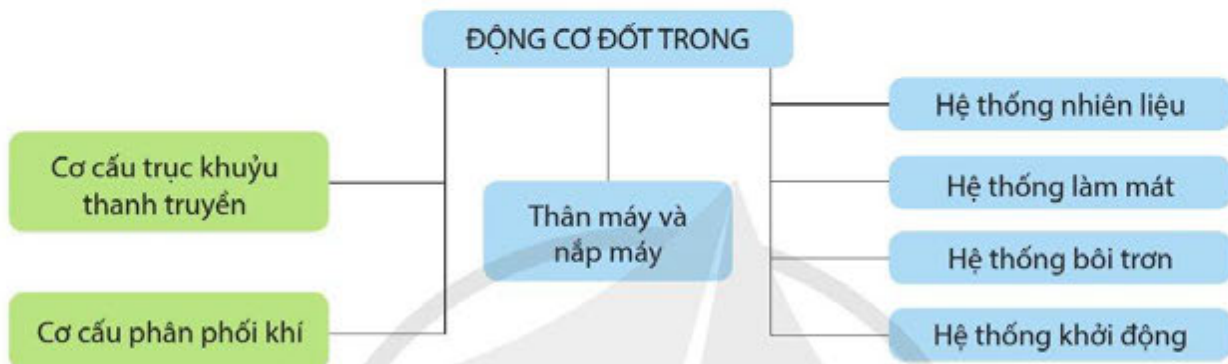 ĐỘNG CƠ ĐỐT TRONG
Cơ cấu trục khuỷu
thanh truyền
Cơ cấu phân phối khí
Thân máy và
nắp máy
Hệ thống nhiên liệu
Hệ thống làm mát
Hệ thống bôi trơn
Hệ thống khởi động